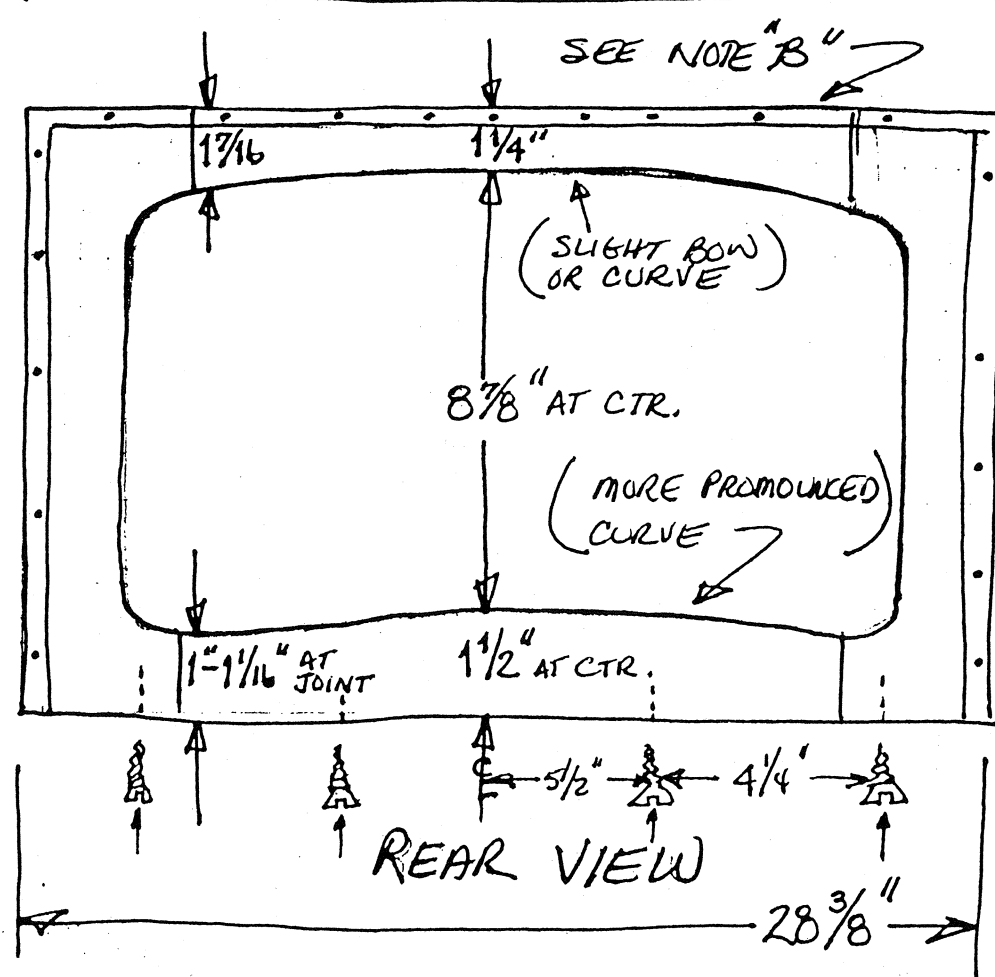 SEE NOTE "B"
1 7/16
1 1/4"
(SLIGHT BOW
OR CURVE)
8 7/8" AT CTR.
(MORE PROMOUNCED
CURVE)
1"-1 1/16" AT
JOINT
1 1/2" AT CTR.
5 1/2"
4 1/4"
REAR VIEW
28 3/8"